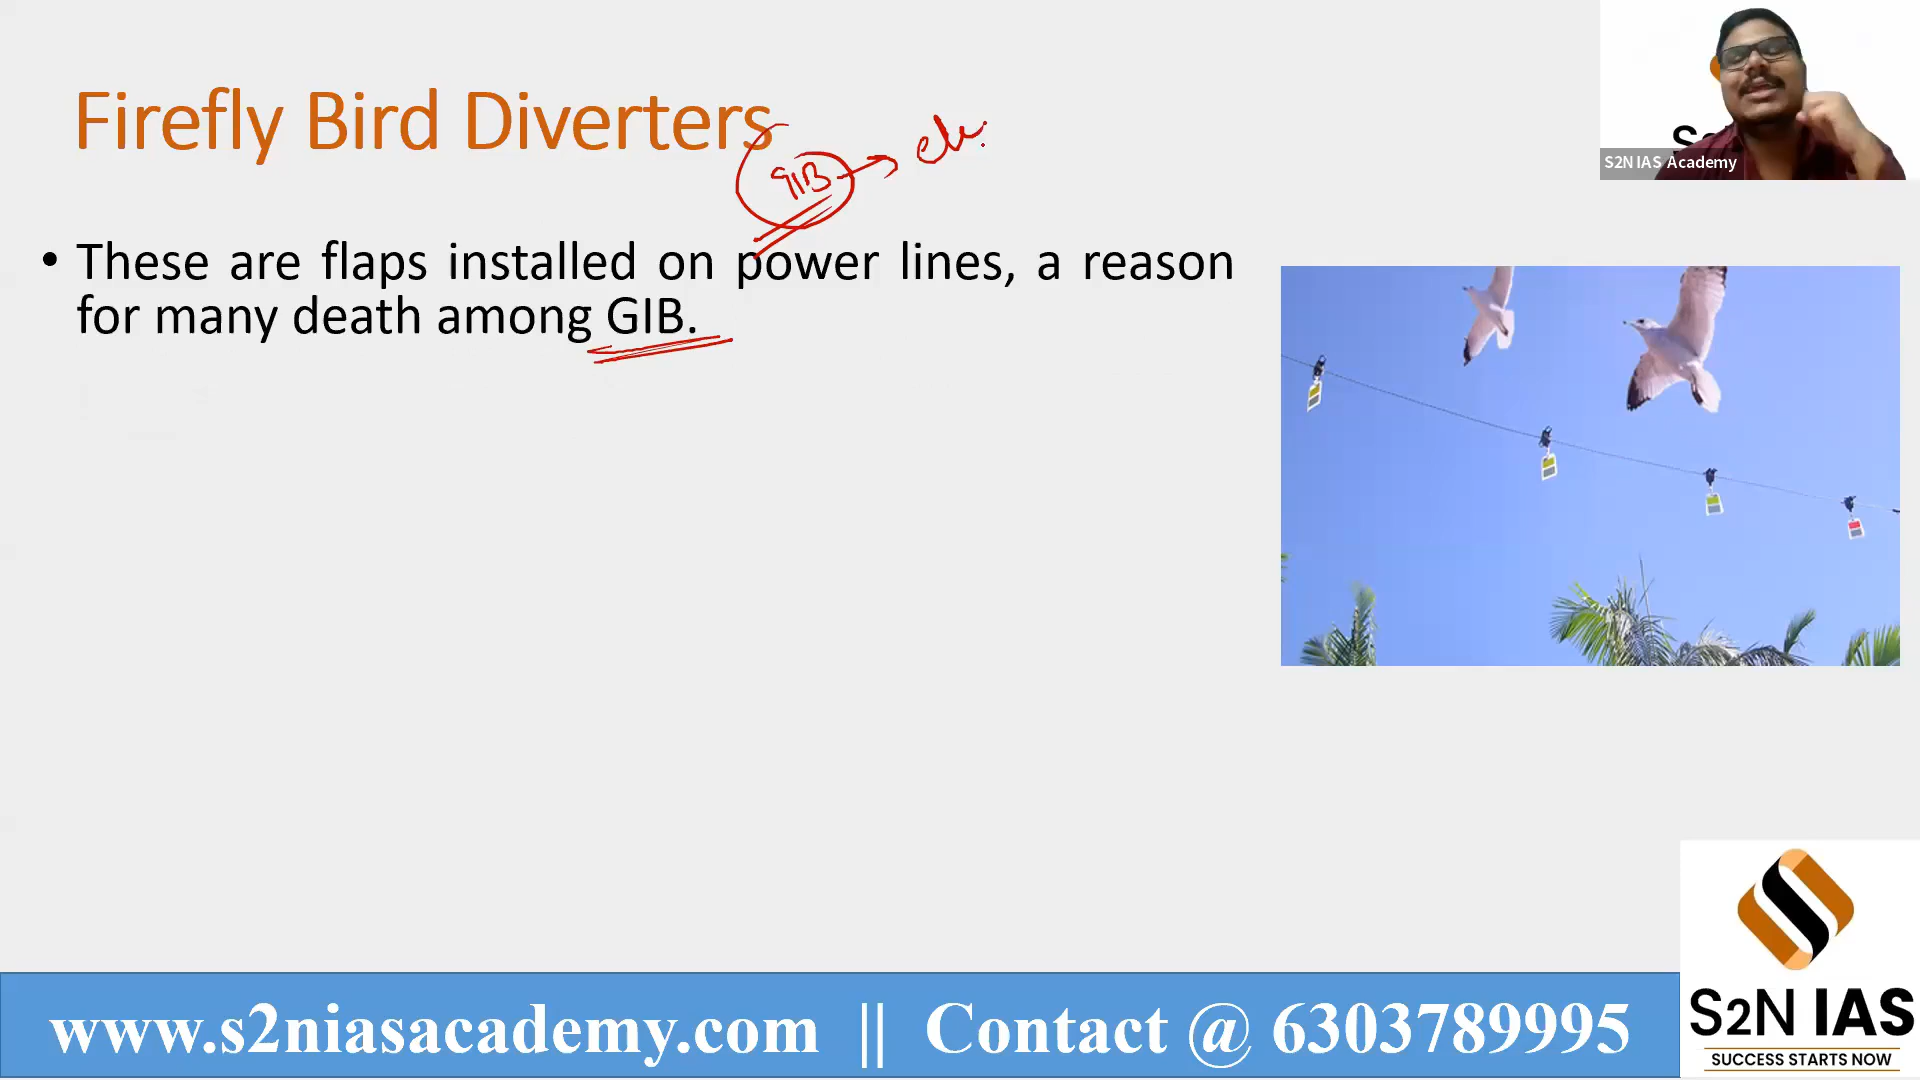 Firefly Bird Diverters
GIB
S2N IAS Academy
• These are flaps installed on power lines, a reason
for many death among GIB.
www.s2niasacademy.com || Contact @ 6303789995
S2N IAS
SUCCESS STARTS NOW